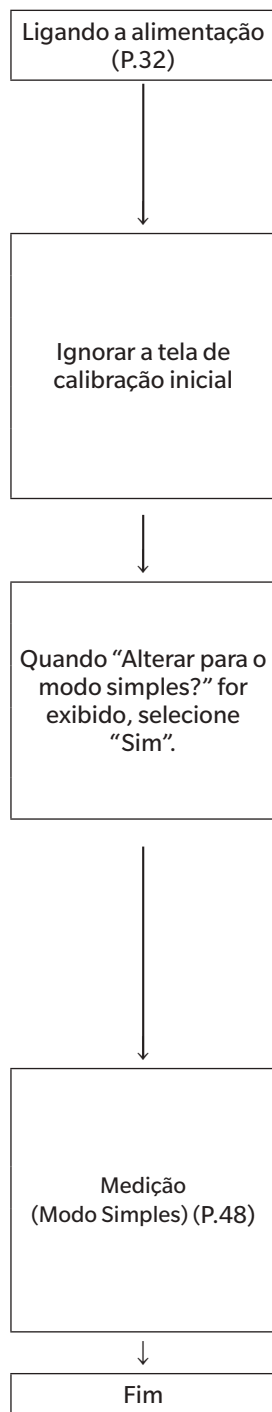 Ligando a alimentação
(P.32)
Ignorar a tela de
calibração inicial
Quando “Alterar para o
modo simples?” for
exibido, selecione
“Sim”.
Medição
(Modo Simples) (P.48)
Fim